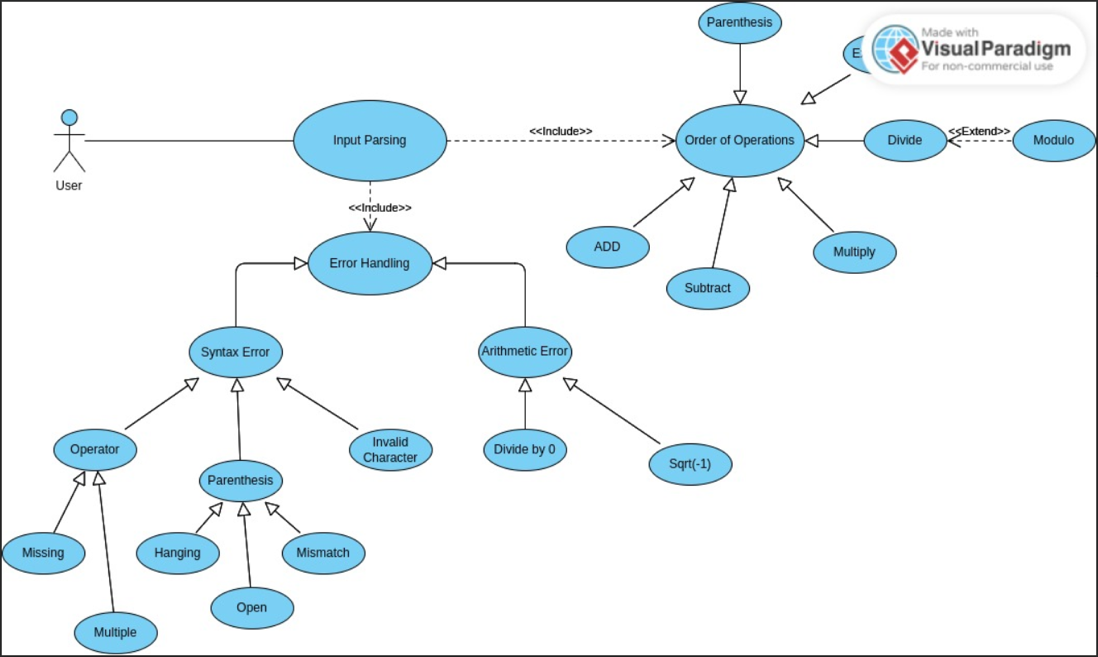 Parenthesis
E
Made with
VisualParadigm
For non-commercial use
User
Input Parsing
<<Include>>
Order of Operations
Divide
<<Extend>>
Modulo
<<Include>>
ADD
Subtract
Multiply
Error Handling
Syntax Error
Arithmetic Error
Operator
Parenthesis
Invalid
Character
Divide by 0
Sqrt(-1)
Missing
Hanging
Mismatch
Open
Multiple